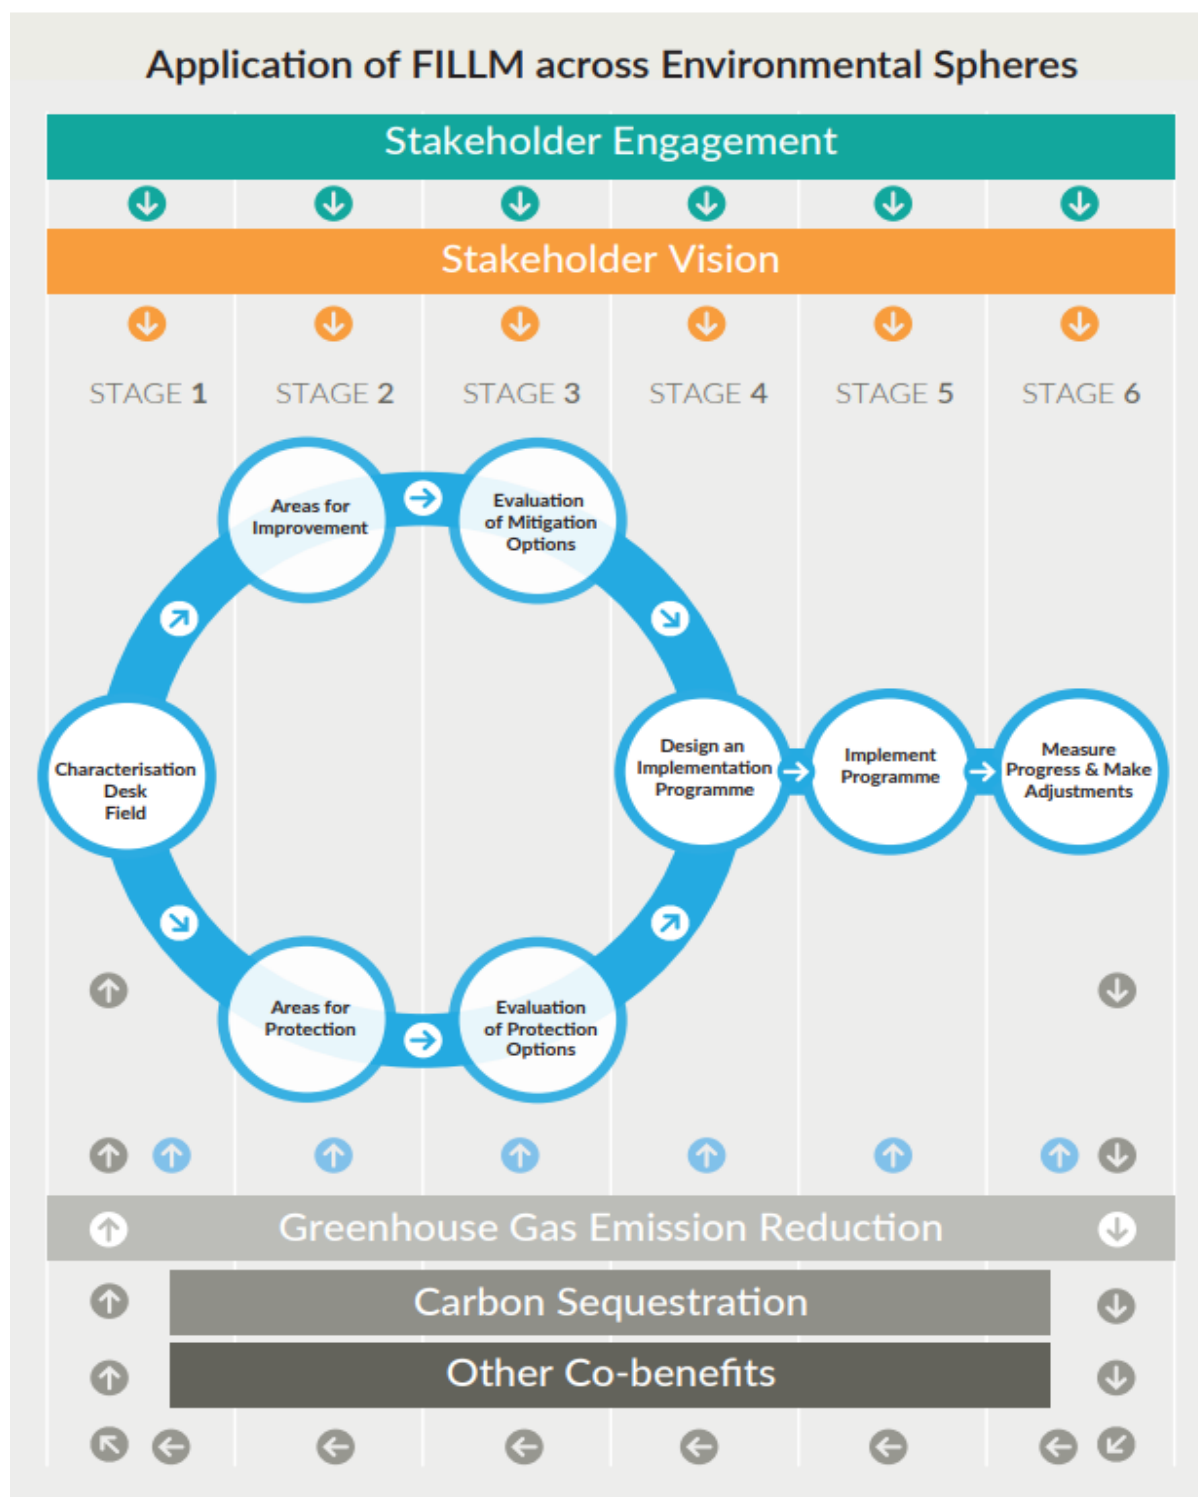 Application of FILLM across Environmental Spheres
Stakeholder Engagement
Stakeholder Vision
STAGE 1
STAGE 2
STAGE 3
STAGE 4
STAGE 5
STAGE 6
Areas for
Improvement
Evaluation
of Mitigation
Options
Characterisation
Desk
Field
Design an
Implementation
Programme
Implement
Programme
Measure
Progress & Make
Adjustments
Areas for
Protection
Evaluation
of Protection
Options
Greenhouse Gas Emission Reduction
Carbon Sequestration
Other Co-benefits